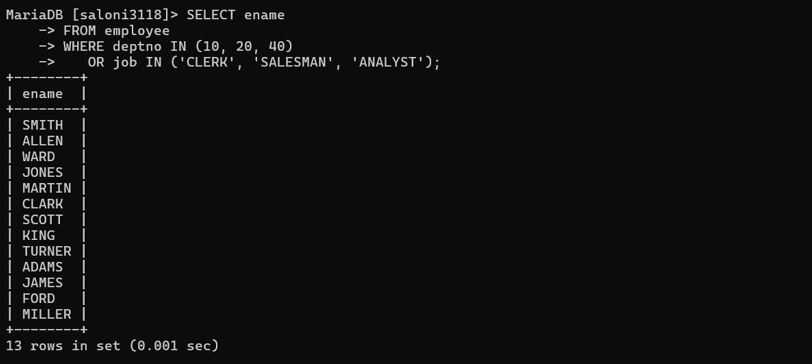 MariaDB [saloni3118]> SELECT ename
    -> FROM employee
    -> WHERE deptno IN (10, 20, 40)
    ->    OR job IN ('CLERK', 'SALESMAN', 'ANALYST');
+--------+
| ename  |
+--------+
| SMITH  |
| ALLEN  |
| WARD   |
| JONES  |
| MARTIN |
| CLARK  |
| SCOTT  |
| KING   |
| TURNER |
| ADAMS  |
| JAMES  |
| FORD   |
| MILLER |
+--------+
13 rows in set (0.001 sec)